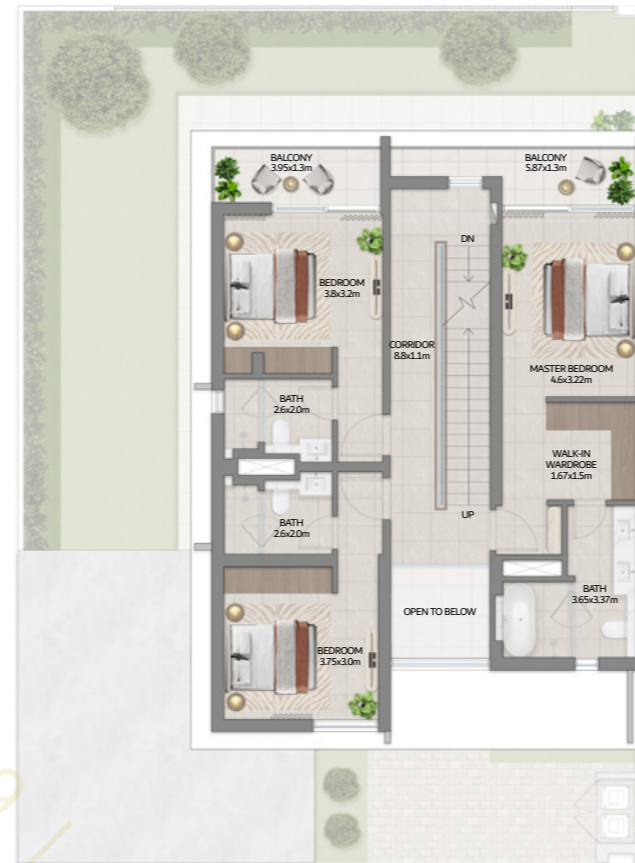 BALCONY
3.95x1.3m
BALCONY
5.87x1.3m
DN
BEDROOM
3.8x3.2m
CORRIDOR
8.8x1.1m
MASTER BEDROOM
4.6x3.22m
BATH
2.6x2.0m
WALK-IN
WARDROBE
1.67x1.5m
UP
BATH
2.6x2.0m
BATH
3.65x3.37m
OPEN TO BELOW
BEDROOM
3.75x3.0m